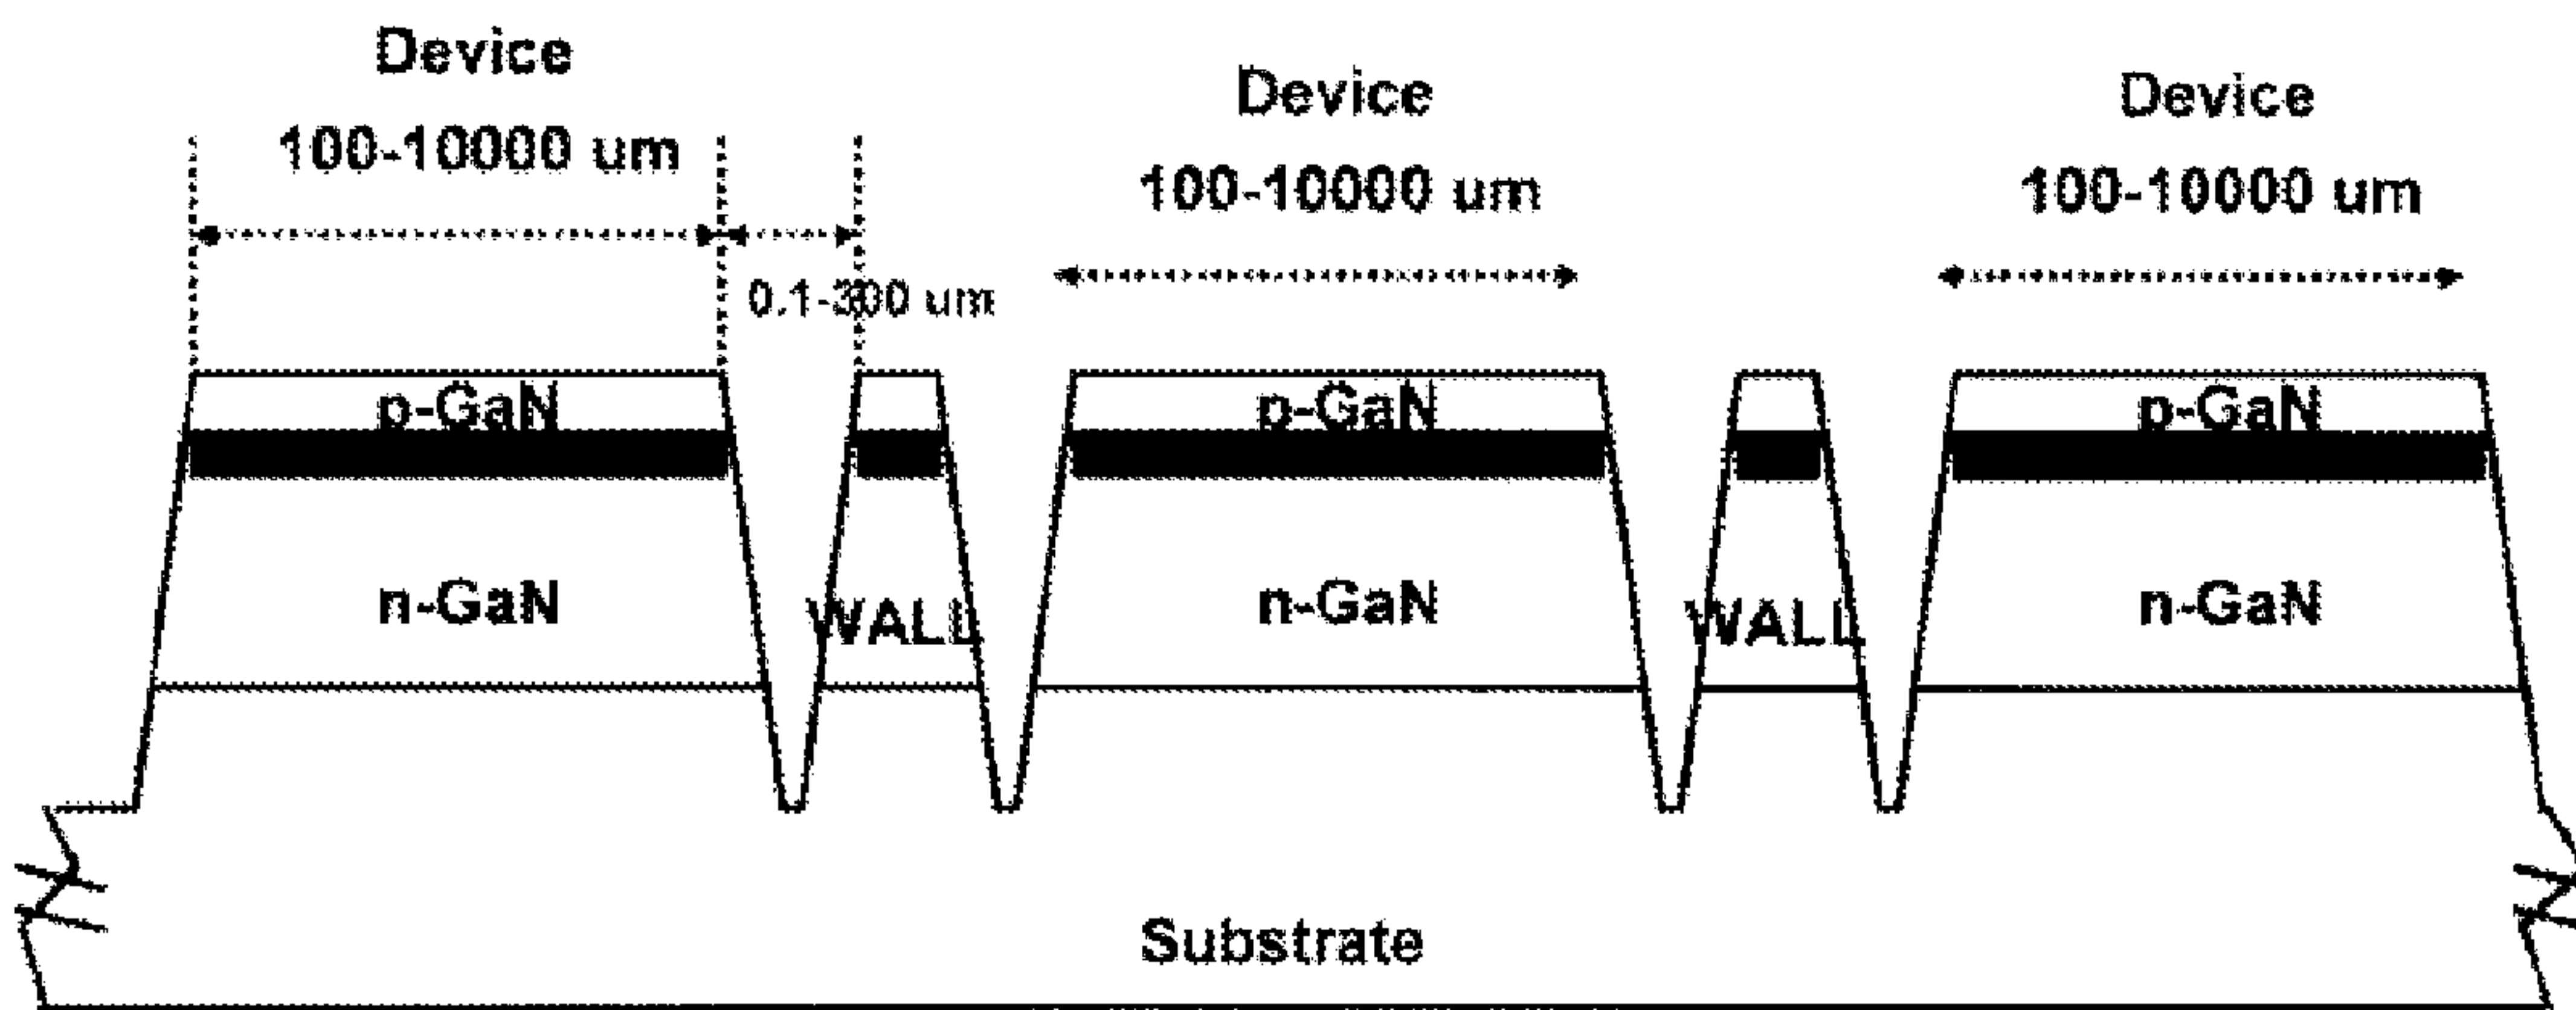 Device
100-10000 um
Device
100-10000 um
Device
100-10000 um
0.1-300 um
p-GaN
p-GaN
p-GaN
n-GaN
WALL
n-GaN
WALL
n-GaN
Substrate